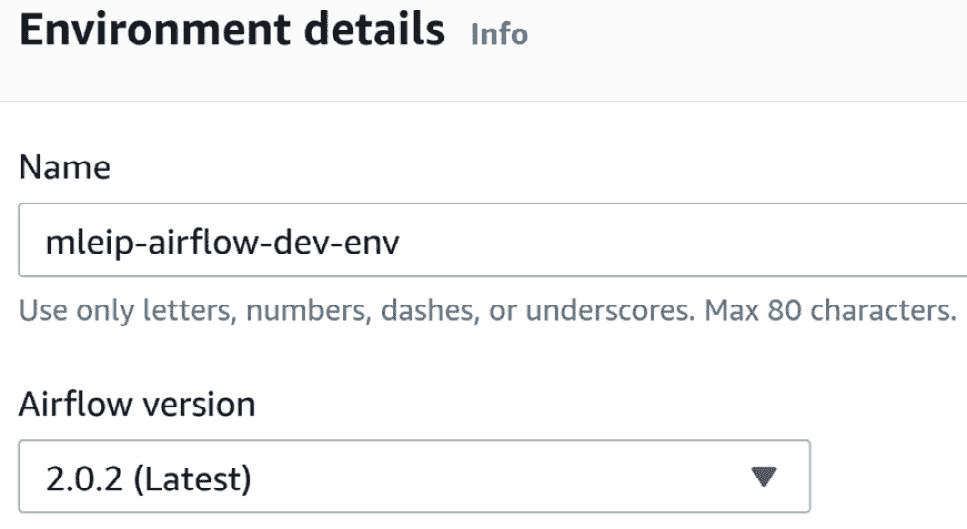 Environment details Info
Name
mleip-airflow-dev-env
Use only letters, numbers, dashes, or underscores. Max 80 characters.
Airflow version
2.0.2 (Latest)